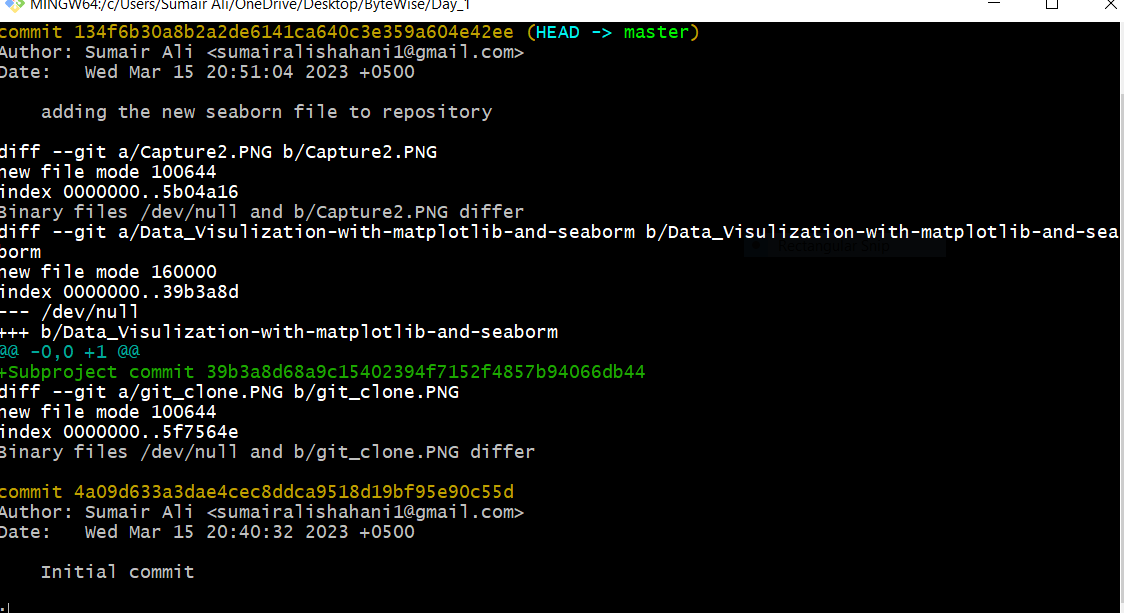 MINGW64:/c/Users/Sumair Ali/OneDrive/Desktop/ByteWise/Day_1
commit 134f6b30a8b2a2de6141ca640c3e359a604e42ee (HEAD -> master)
Author: Sumair Ali <sumairalishahani1@gmail.com>
Date:   Wed Mar 15 20:51:04 2023 +0500
    adding the new seaborn file to repository
diff --git a/Capture2.PNG b/Capture2.PNG
new file mode 100644
index 0000000..5b04a16
Binary files /dev/null and b/Capture2.PNG differ
diff --git a/Data_Visulization-with-matplotlib-and-seaborm b/Data_Visulization-with-matplotlib-and-sea
borm
Rectangular Snip
new file mode 160000
index 0000000..39b3a8d
--- /dev/null
+++ b/Data_Visulization-with-matplotlib-and-seaborm
@@ -0,0 +1 @@
+Subproject commit 39b3a8d68a9c15402394f7152f4857b94066db44
diff --git a/git_clone.PNG b/git_clone.PNG
new file mode 100644
index 0000000..5f7564e
Binary files /dev/null and b/git_clone.PNG differ
commit 4a09d633a3dae4cec8ddca9518d19bf95e90c55d
Author: Sumair Ali <sumairalishahani1@gmail.com>
Date:   Wed Mar 15 20:40:32 2023 +0500
    Initial commit
: